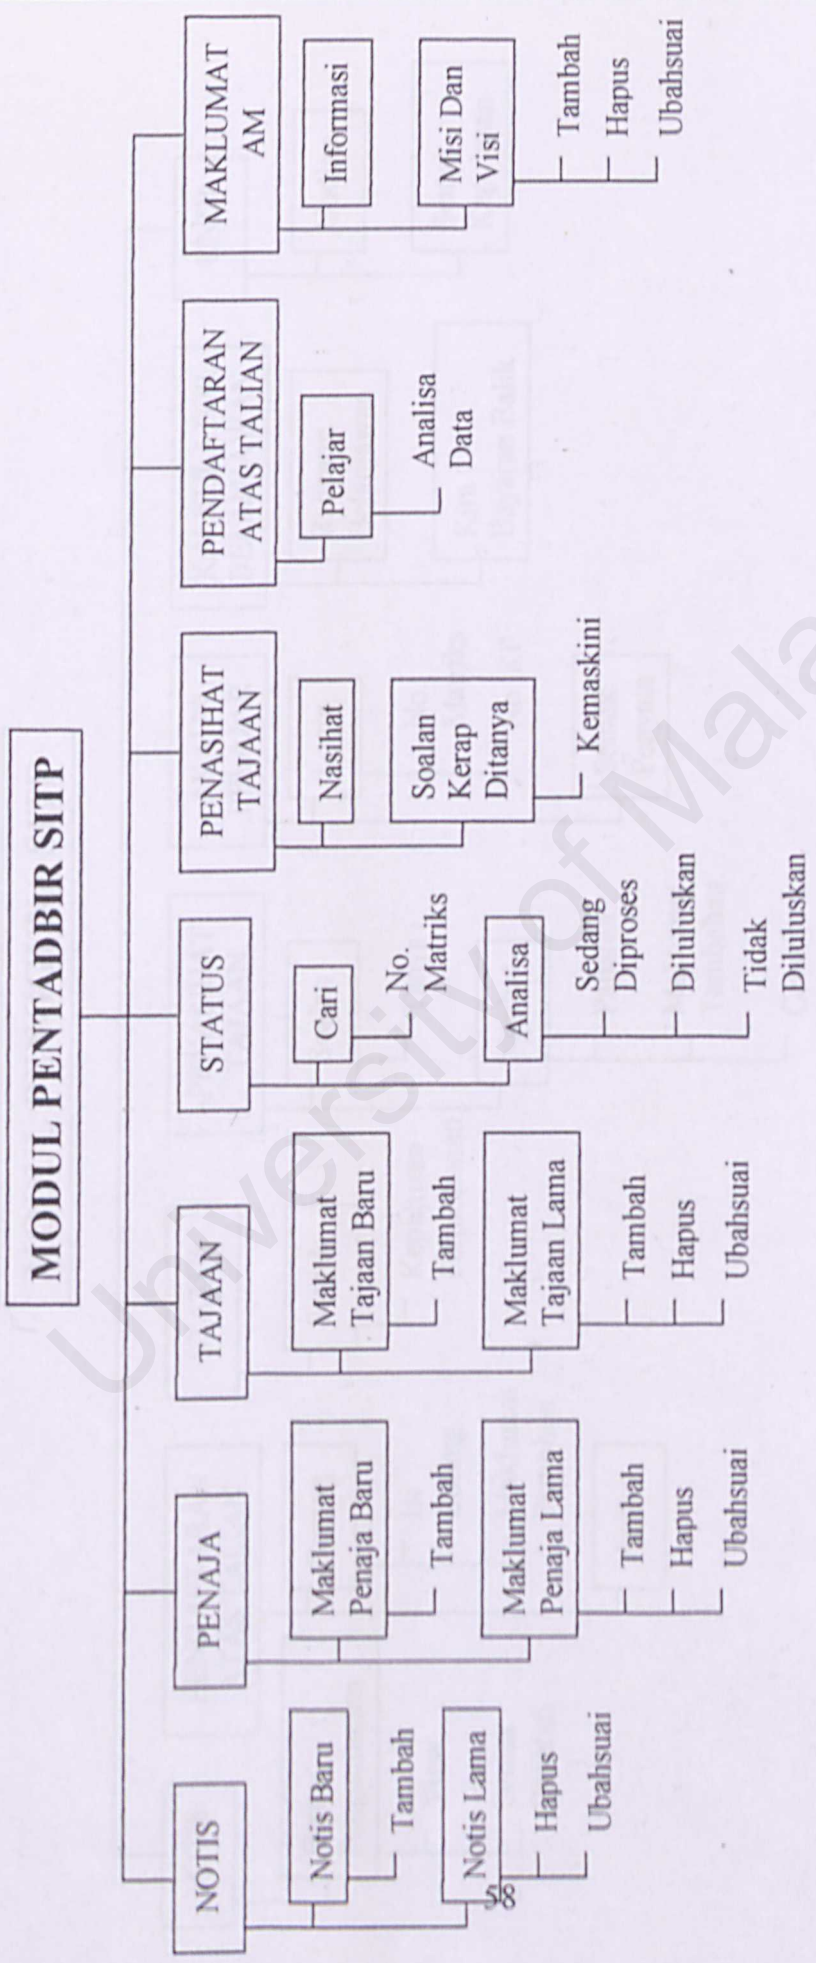 MODUL PENTADBIR SITP
NOTIS
Notis Baru
Tambah
Notis Lama
Hapus
Ubahsuai
PENAJA
Maklumat
Penaja Baru
Tambah
Maklumat
Penaja Lama
Tambah
Hapus
Ubahsuai
TAJAAN
Maklumat
Tajaan Baru
Tambah
Maklumat
Tajaan Lama
Tambah
Hapus
Ubahsuai
STATUS
Cari
No.
Matriks
Analisa
Sedang
Diproses
Diluluskan
Tidak
Diluluskan
PENASIHAT
TAJAAN
Nasihat
Soalan
Kerap
Ditanya
Kemaskini
PENDAFTARAN
ATAS TALIAN
Pelajar
Analisa
Data
MAKLUMAT
AM
Informasi
Misi Dan
Visi
Tambah
Hapus
Ubahsuai
58
University of Mala